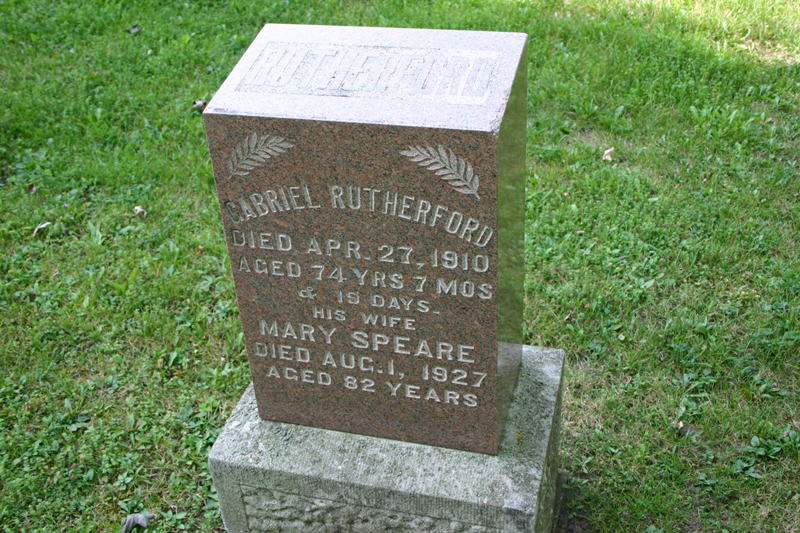 RUTHERFORD
GABRIEL RUTHERFORD
DIED APR. 27, 1910
AGED 74 YRS 7 MOS
& 19 DAYS.
HIS WIFE
MARY SPEARE
DIED AUG. 1, 1927
AGED 82 YEARS